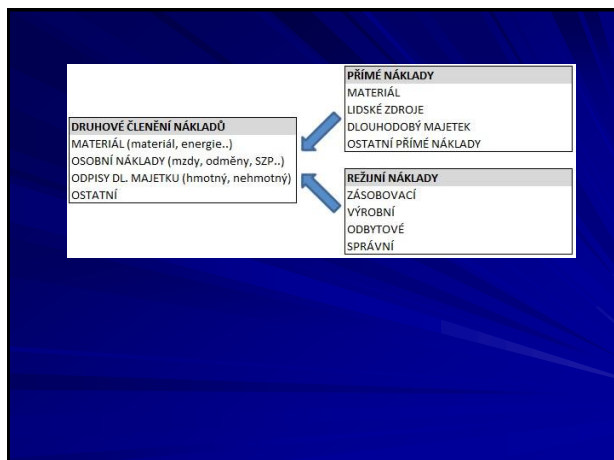 DRUHOVÉ ČLENĚNÍ NÁKLADŮ
MATERIÁL (materiál, energie..)
OSOBNÍ NÁKLADY (mzdy, odměny, SZP..)
ODPISY DL. MAJETKU (hmotný, nehmotný)
OSTATNÍ
PŘÍMÉ NÁKLADY
MATERIÁL
LIDSKÉ ZDROJE
DLOUHODOBÝ MAJETEK
OSTATNÍ PŘÍMÉ NÁKLADY
REŽIJNÍ NÁKLADY
ZÁSOBOVACÍ
VÝROBNÍ
ODBYTOVÉ
SPRÁVNÍ